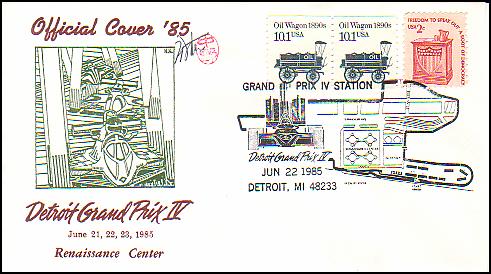 Official Cover '85
Detroit Grand Prix IV
June 21, 22, 23, 1985
Renaissance Center
Oil Wagon 1890s
10.1 USA
Oil Wagon 1890s
10.1 USA
FREEDOM TO SPEAK OUT
A ROOT OF DEMOCRACY
USA 2c
GRAND PRIX IV STATION
Detroit Grand Prix IV
JUN 22 1985
DETROIT, MI 48233